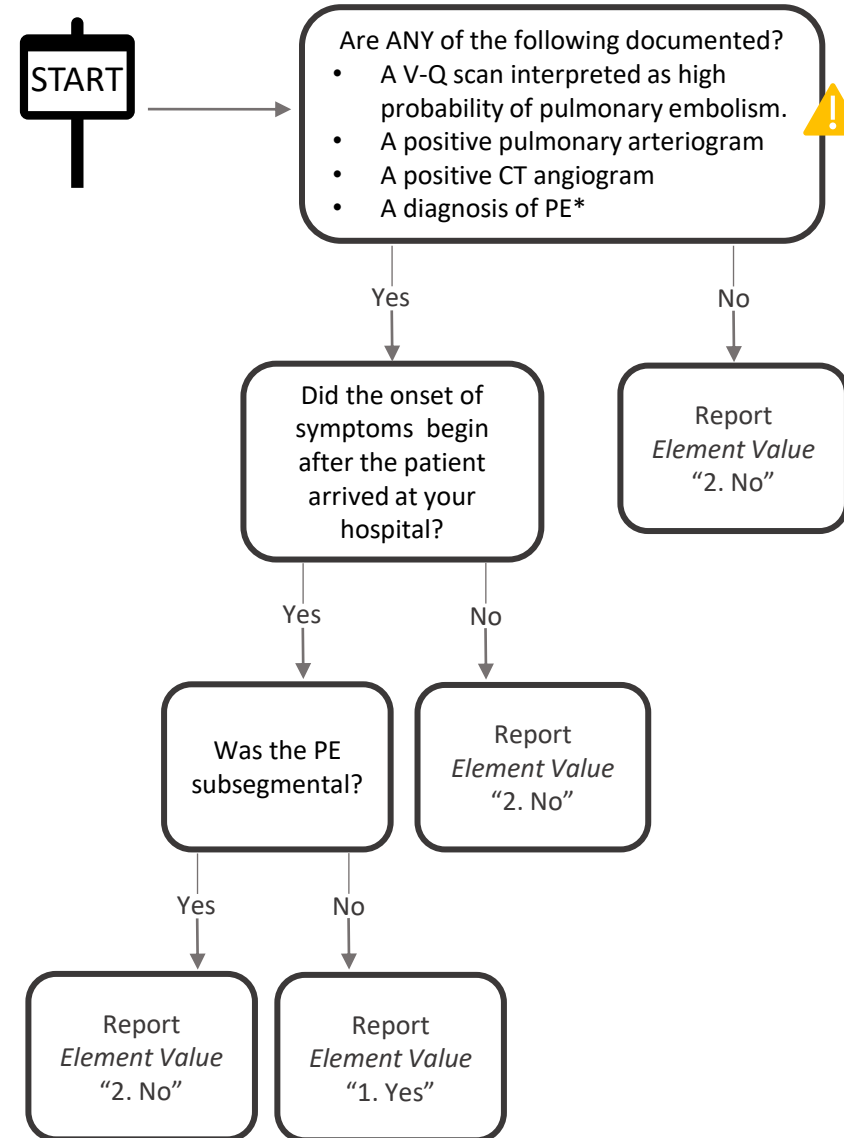 START
Are ANY of the following documented?
• A V-Q scan interpreted as high
probability of pulmonary embolism.
• A positive pulmonary arteriogram
• A positive CT angiogram
• A diagnosis of PE*
Yes
No
Did the onset of
symptoms begin
after the patient
arrived at your
hospital?
Report
Element Value
“2. No”
Yes
No
Was the PE
subsegmental?
Report
Element Value
“2. No”
Yes
No
Report
Element Value
“2. No”
Report
Element Value
“1. Yes”